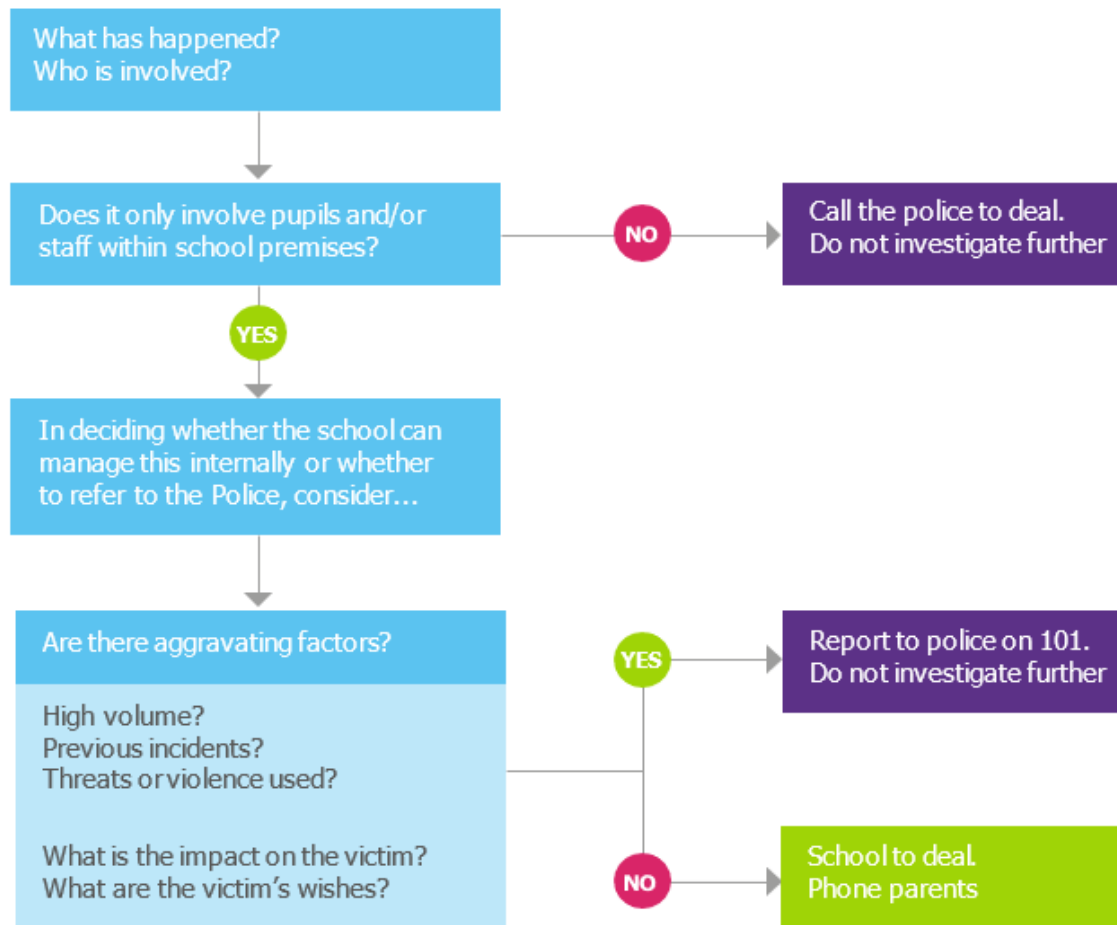 What has happened?
Who is involved?
Does it only involve pupils and/or
staff within school premises?
NO
Call the police to deal.
Do not investigate further
YES
In deciding whether the school can
manage this internally or whether
to refer to the Police, consider...
Are there aggravating factors?
High volume?
Previous incidents?
Threats or violence used?
What is the impact on the victim?
What are the victim's wishes?
YES
Report to police on 101.
Do not investigate further
NO
School to deal.
Phone parents